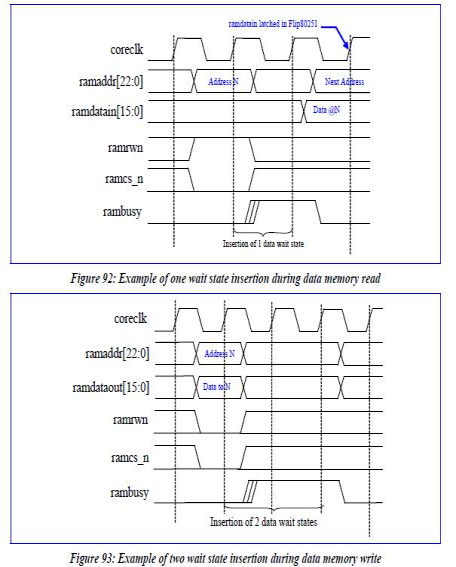 ramdatain latched in Flip80251
coreclk
ramaddr[22:0]
Address N
Next Address
ramdatain[15:0]
Data @N
ramrwn
ramcs_n
rambusy
Insertion of 1 data wait state
Figure 92: Example of one wait state insertion during data memory read
coreclk
ramaddr[22:0]
Address N
ramdataout[15:0]
Data to N
ramrwn
ramcs_n
rambusy
Insertion of 2 data wait states
Figure 93: Example of two wait state insertion during data memory write